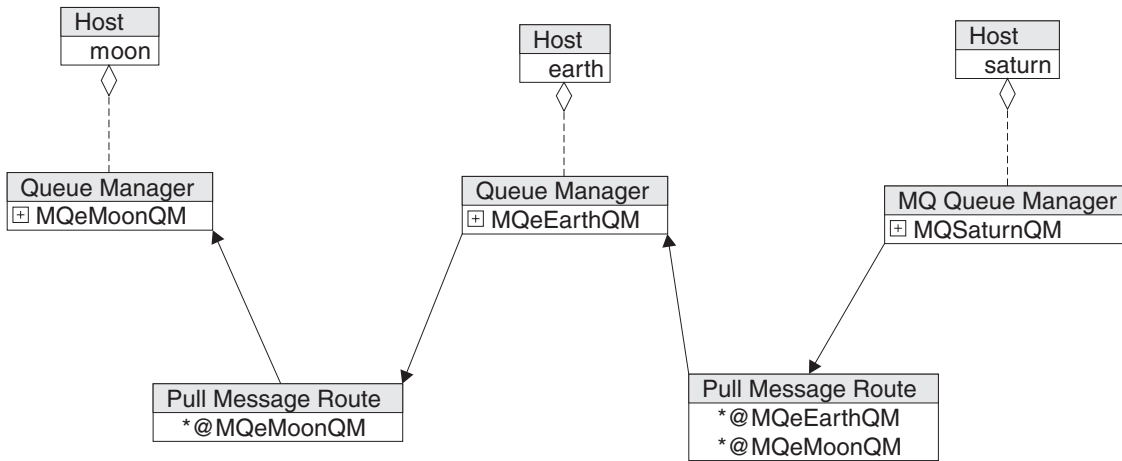 Host
moon
Host
earth
Host
saturn
Queue Manager
+ MQeMoonQM
Queue Manager
+ MQeEarthQM
MQ Queue Manager
+ MQSaturnQM
Pull Message Route
*@MQeMoonQM
Pull Message Route
*@MQeEarthQM
*@MQeMoonQM